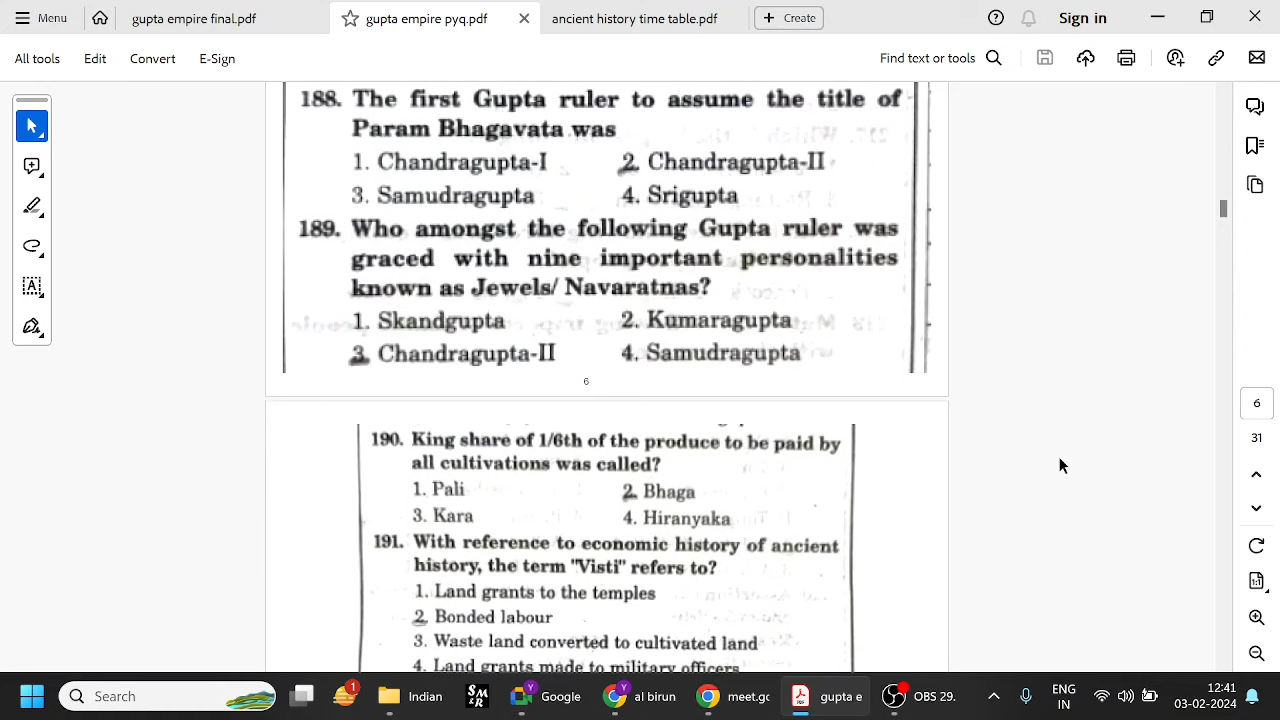 Menu
gupta empire final.pdf
gupta empire pyq.pdf
ancient history time table.pdf
Create
Sign in
All tools
Edit
Convert
E-Sign
Find text or tools
188. The first Gupta ruler to assume the title of
Param Bhagavata was
1. Chandragupta-I 2. Chandragupta-II
3. Samudragupta 4. Srigupta
189. Who amongst the following Gupta ruler was
graced with nine important personalities
known as Jewels/ Navaratnas?
1. Skandgupta 2. Kumaragupta
3. Chandragupta-II 4. Samudragupta
6
190. King share of 1/6th of the produce to be paid by
all cultivations was called?
1. Pali 2. Bhaga
3. Kara 4. Hiranyaka
191. With reference to economic history of ancient
history, the term "Visti" refers to?
1. Land grants to the temples
2. Bonded labour
3. Waste land converted to cultivated land
4. Land grants made to military officers
6
31
Search
1
Indian
Google
al birun
meet.gc
gupta e
OBS 29
ENG
IN
12:41
03-02-2024